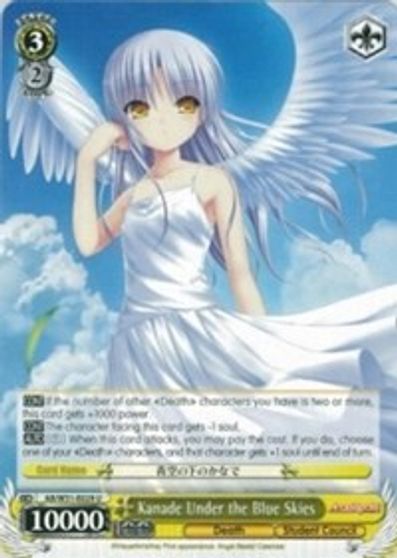 3
2
CONT If the number of other «Death» characters you have is two or more,
this card gets +1000 power.
CONT The character facing this card gets -1 soul.
AUTO [(1)] When this card attacks, you may pay the cost. If you do, choose
one of your other characters, and that character gets +1 soul until end of turn.
Card Name 青空の下のかなで
Kanade Under the Blue Skies
10000
Death Student Council